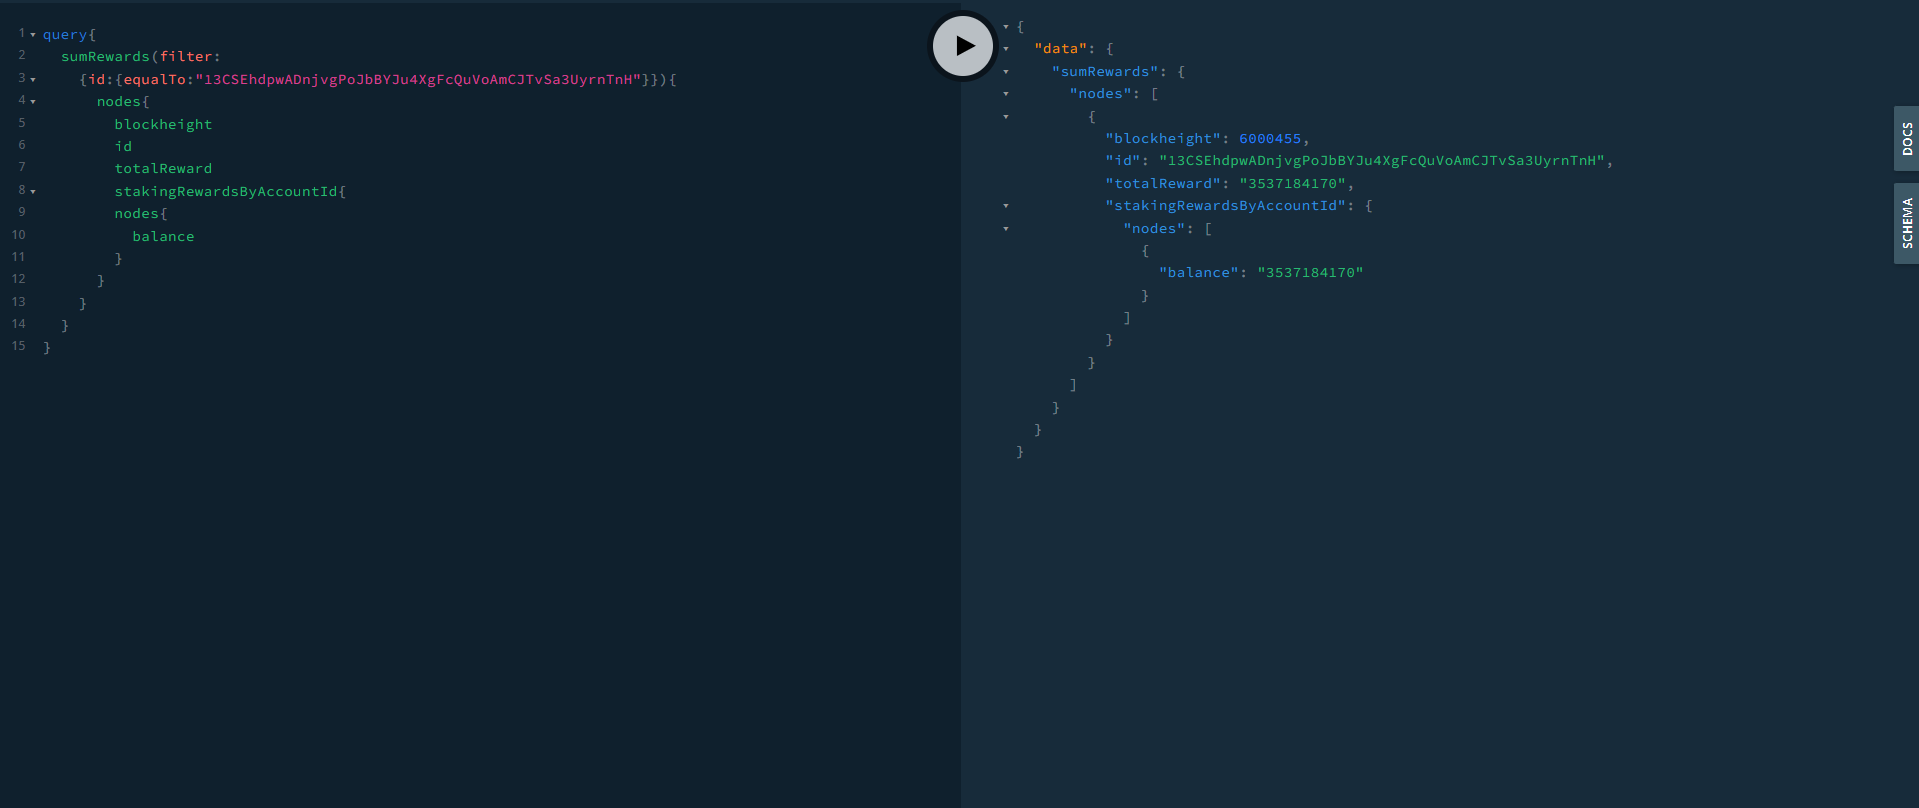 1 query{
2 sumRewards(filter:
3 {id:{equalTo:"13CSEhdpwADnjvgPoJbBYJu4XgFcQuVoAmCJTvSa3UyrnTnH"}}){
4 nodes{
5 blockheight
6 id
7 totalReward
8 stakingRewardsByAccountId{
9 nodes{
10 balance
11 }
12 }
13 }
14 }
15 }
{
"data": {
"sumRewards": {
"nodes": [
{
"blockheight": 6000455,
"id": "13CSEhdpwADnjvgPoJbBYJu4XgFcQuVoAmCJTvSa3UyrnTnH",
"totalReward": "3537184170",
"stakingRewardsByAccountId": {
"nodes": [
{
"balance": "3537184170"
}
]
}
}
]
}
}
}
DOCS
SCHEMA